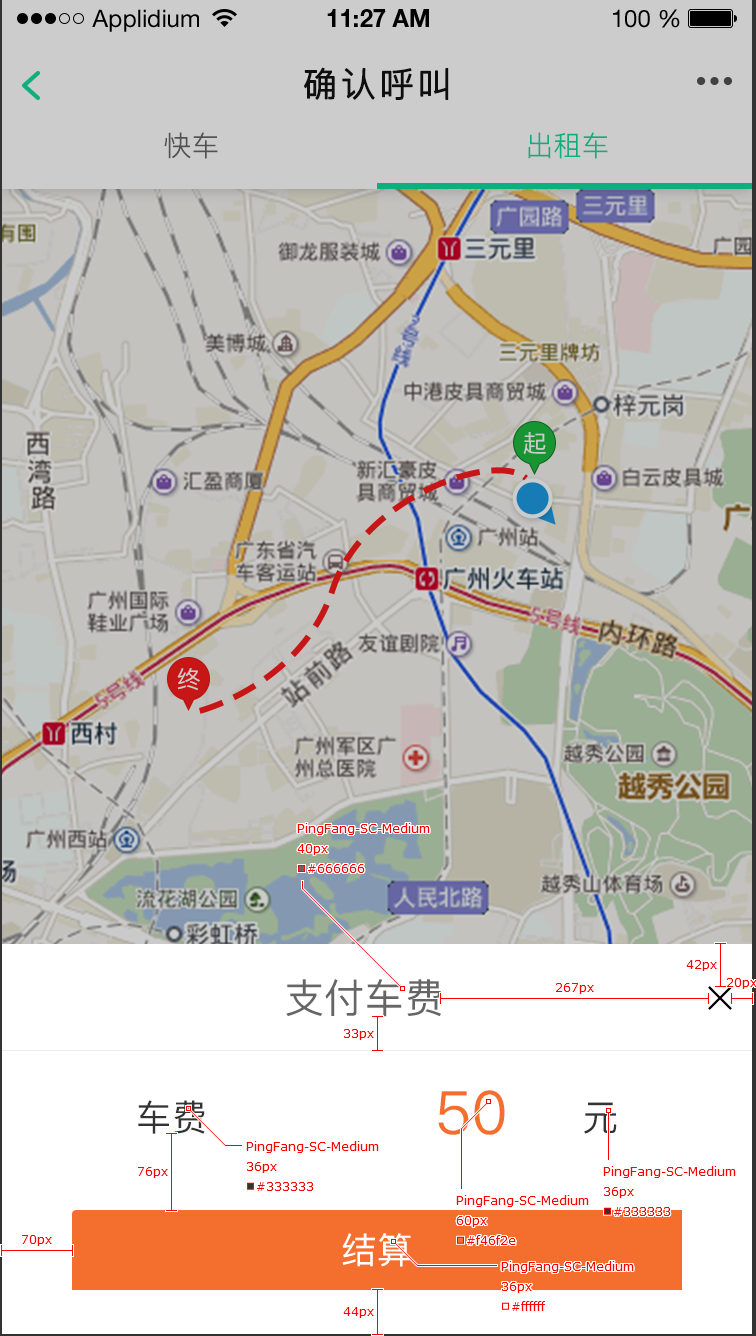 ●●●○○ Applidium 11:27 AM 100 %
确认呼叫 •••
快车 出租车
广园路
三元里
有围
御龙服装城
三元里
广园
2号线
美博城
三元里牌坊
中港皮具商贸城
梓元岗
西湾路
起
汇盈商厦
新汇豪皮
具商贸城
白云皮具城
广
广州站
广东省汽
车客运站
广州火车站
广州国际
鞋业广场
5号线
内环路
友谊剧院
站前路
终
5号线
西村
广州军区广
州总医院
越秀公园
越秀公园
PingFang-SC-Medium
40px
#666666
广州西站
场
流花湖公园
人民北路
越秀山体育场
彩虹桥
42px
20px
支付车费
267px
33px
车费 50 元
PingFang-SC-Medium
36px
#333333
76px
PingFang-SC-Medium
36px
#333333
PingFang-SC-Medium
60px
#f46f2e
70px
结算
PingFang-SC-Medium
36px
#ffffff
44px